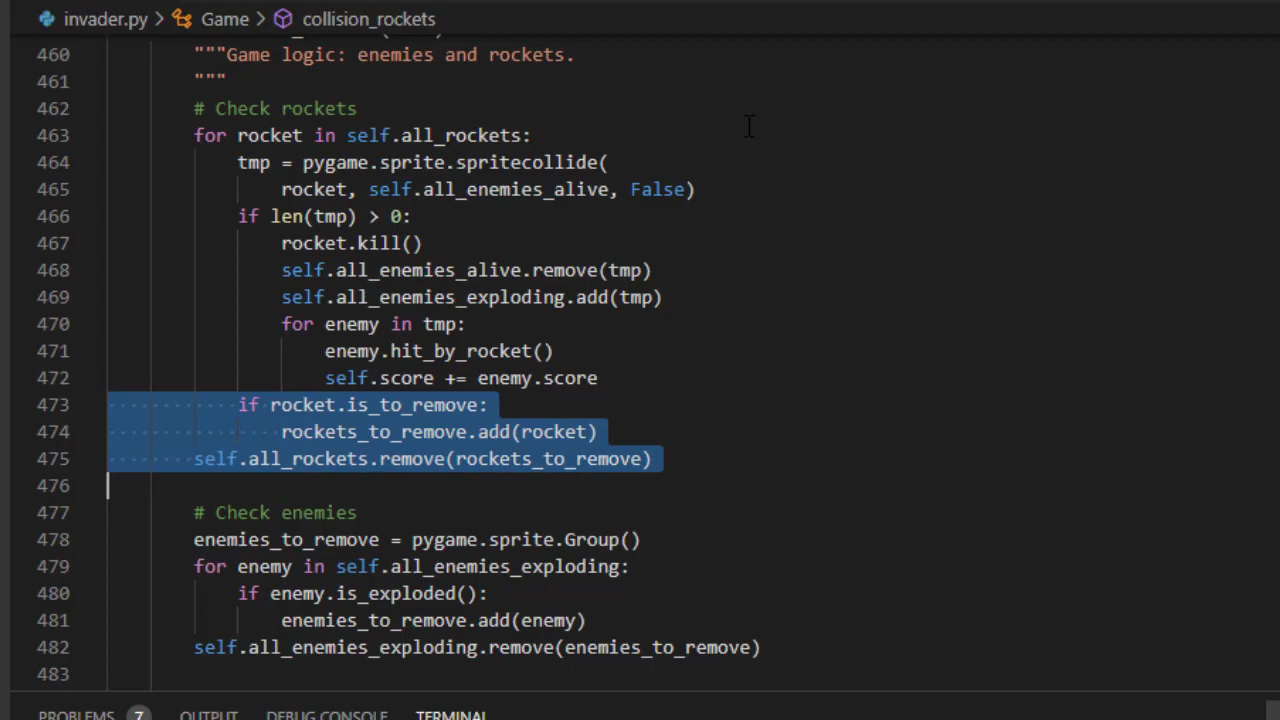 invader.py > Game > collision_rockets
460 """Game logic: enemies and rockets.
461 """
462 # Check rockets
463 for rocket in self.all_rockets:
464 tmp = pygame.sprite.spritecollide(
465 rocket, self.all_enemies_alive, False)
466 if len(tmp) > 0:
467 rocket.kill()
468 self.all_enemies_alive.remove(tmp)
469 self.all_enemies_exploding.add(tmp)
470 for enemy in tmp:
471 enemy.hit_by_rocket()
472 self.score += enemy.score
473 if rocket.is_to_remove:
474 rockets_to_remove.add(rocket)
475 self.all_rockets.remove(rockets_to_remove)
476
477 # Check enemies
478 enemies_to_remove = pygame.sprite.Group()
479 for enemy in self.all_enemies_exploding:
480 if enemy.is_exploded():
481 enemies_to_remove.add(enemy)
482 self.all_enemies_exploding.remove(enemies_to_remove)
483
PROBLEMS 7 OUTPUT DEBUG CONSOLE TERMINAL